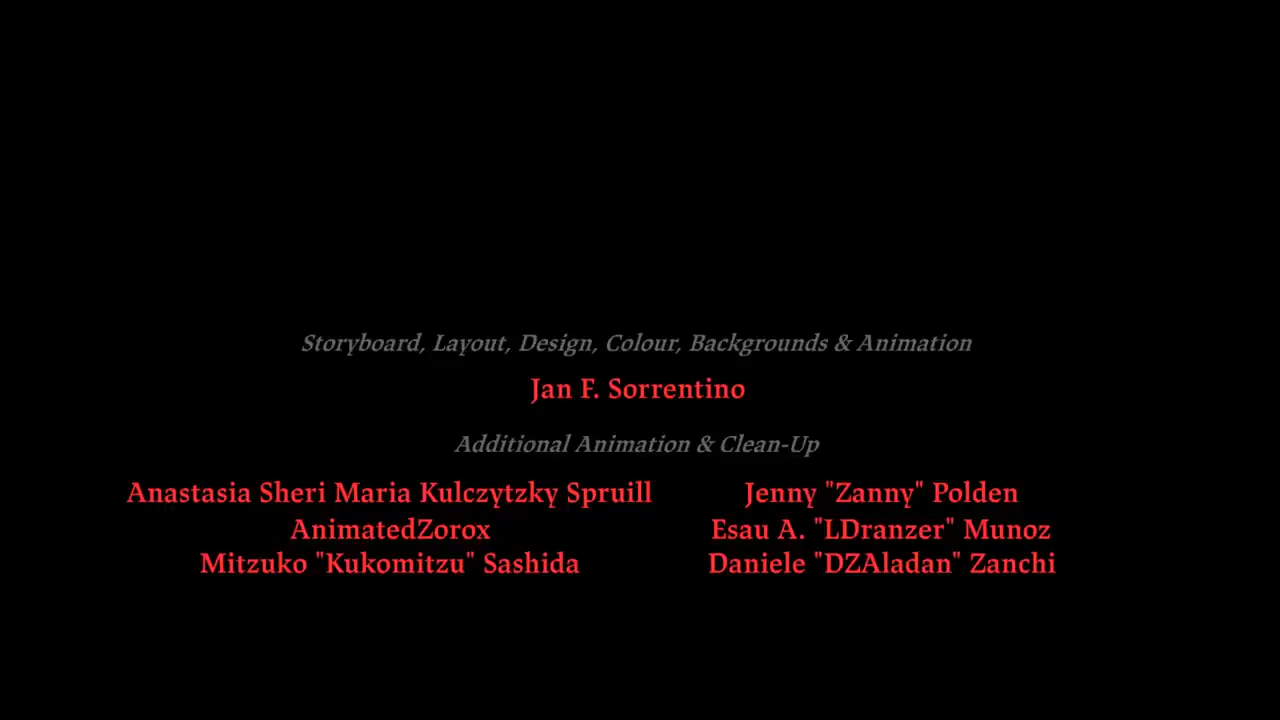 Storyboard, Layout, Design, Colour, Backgrounds & Animation
Jan F. Sorrentino
Additional Animation & Clean-Up
Anastasia Sheri Maria Kulczytzky Spruill
AnimatedZorox
Mitzuko "Kukomitzu" Sashida
Jenny "Zanny" Polden
Esau A. "LDranzer" Munoz
Daniele "DZAladan" Zanchi